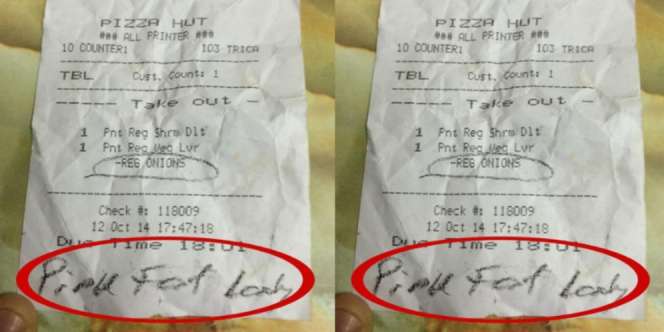 PIZZA HUT
### ALL PRINTER ###
10 COUNTER1 103 TRICA
TBL Cust. Count: 1
----- Take out -
1 Pnt Reg Shrm Dlt
1 Pnt Reg Veg Lvr
-REG ONIONS
Check #: 118009
12 Oct 14 17:47:18
Due Time 18:01
Pink Fat Lady
PIZZA HUT
### ALL PRINTER ###
10 COUNTER1 103 TRICA
TBL Cust. Count: 1
----- Take out -
1 Pnt Reg Shrm Dlt
1 Pnt Reg Veg Lvr
-REG ONIONS
Check #: 118009
12 Oct 14 17:47:18
Due Time 18:01
Pink Fat Lady